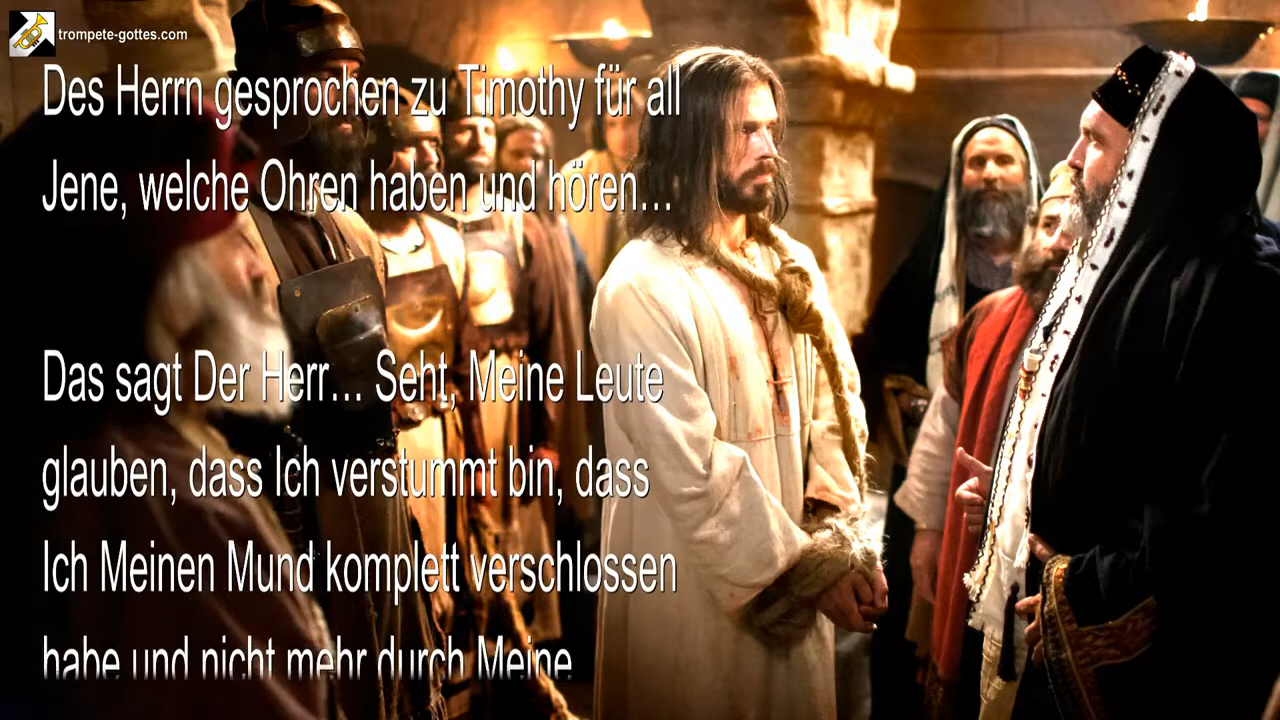 trompete-gottes.com
Des Herrn gesprochen zu Timothy für all
Jene, welche Ohren haben und hören…
Das sagt Der Herr… Seht, Meine Leute
glauben, dass Ich verstummt bin, dass
Ich Meinen Mund komplett verschlossen
habe und nicht mehr durch Meine